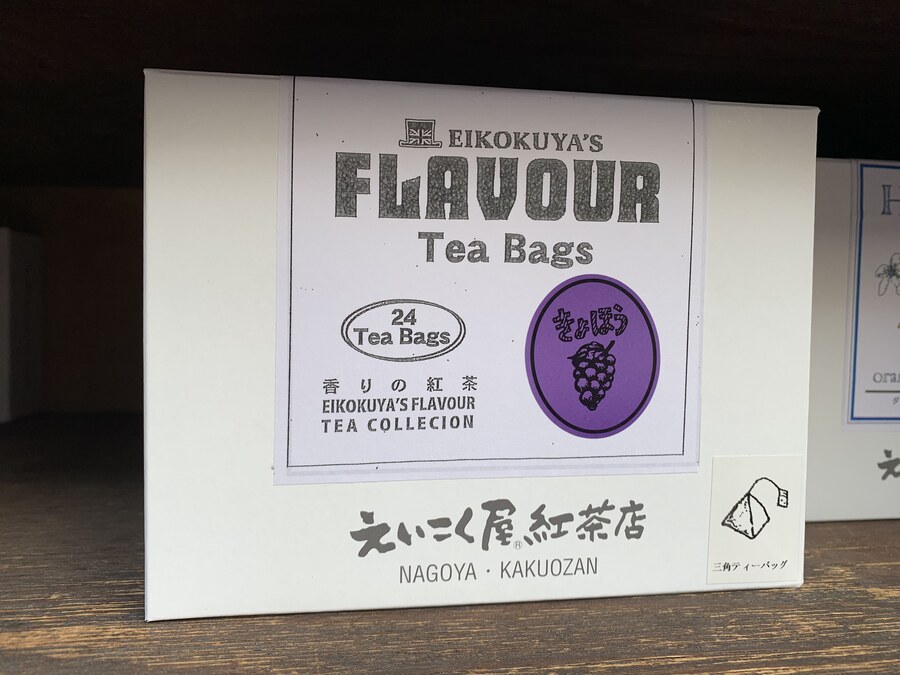 EIKOKUYA'S
FLAVOUR
Tea Bags
24
Tea Bags
きょほう
香りの紅茶
EIKOKUYA'S FLAVOUR
TEA COLLECION
えいこく屋®紅茶店
NAGOYA・KAKUOZAN
三角ティーバッグ
H